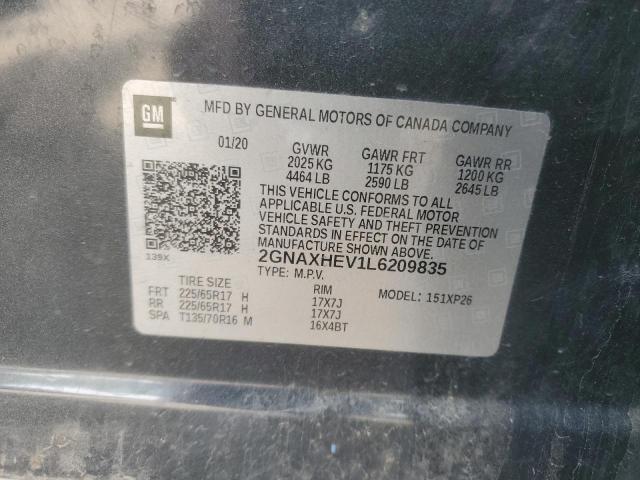 GM
MFD BY GENERAL MOTORS OF CANADA COMPANY
01/20 GVWR GAWR FRT GAWR RR
2025 KG 1175 KG 1200 KG
4464 LB 2590 LB 2645 LB
THIS VEHICLE CONFORMS TO ALL
APPLICABLE U.S. FEDERAL MOTOR
VEHICLE SAFETY AND THEFT PREVENTION
STANDARDS IN EFFECT ON THE DATE OF
MANUFACTURE SHOWN ABOVE.
139X 2GNAXHEV1L6209835
TYPE: M.P.V.
TIRE SIZE RIM MODEL: 151XP26
FRT 225/65R17 H 17X7J
RR 225/65R17 H 17X7J
SPA T135/70R16 M 16X4BT